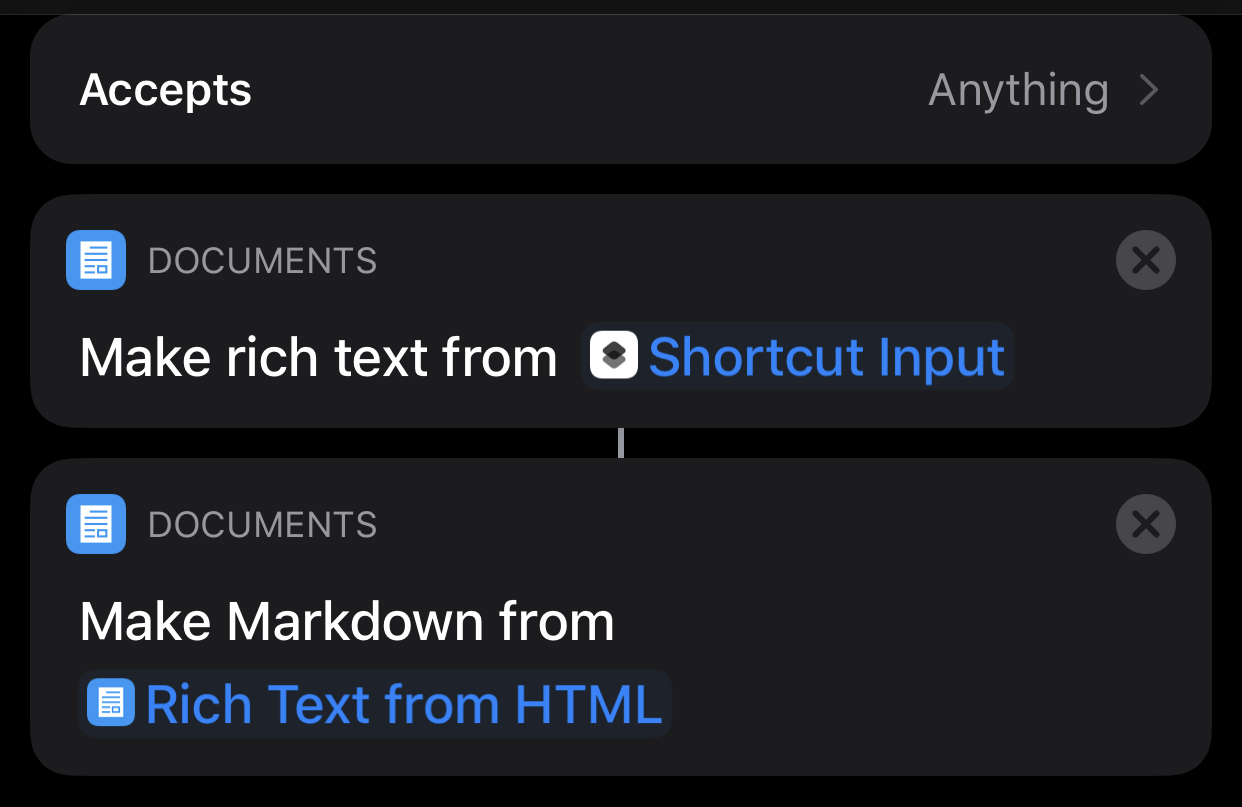 Accepts Anything
DOCUMENTS
Make rich text from Shortcut Input
DOCUMENTS
Make Markdown from
Rich Text from HTML